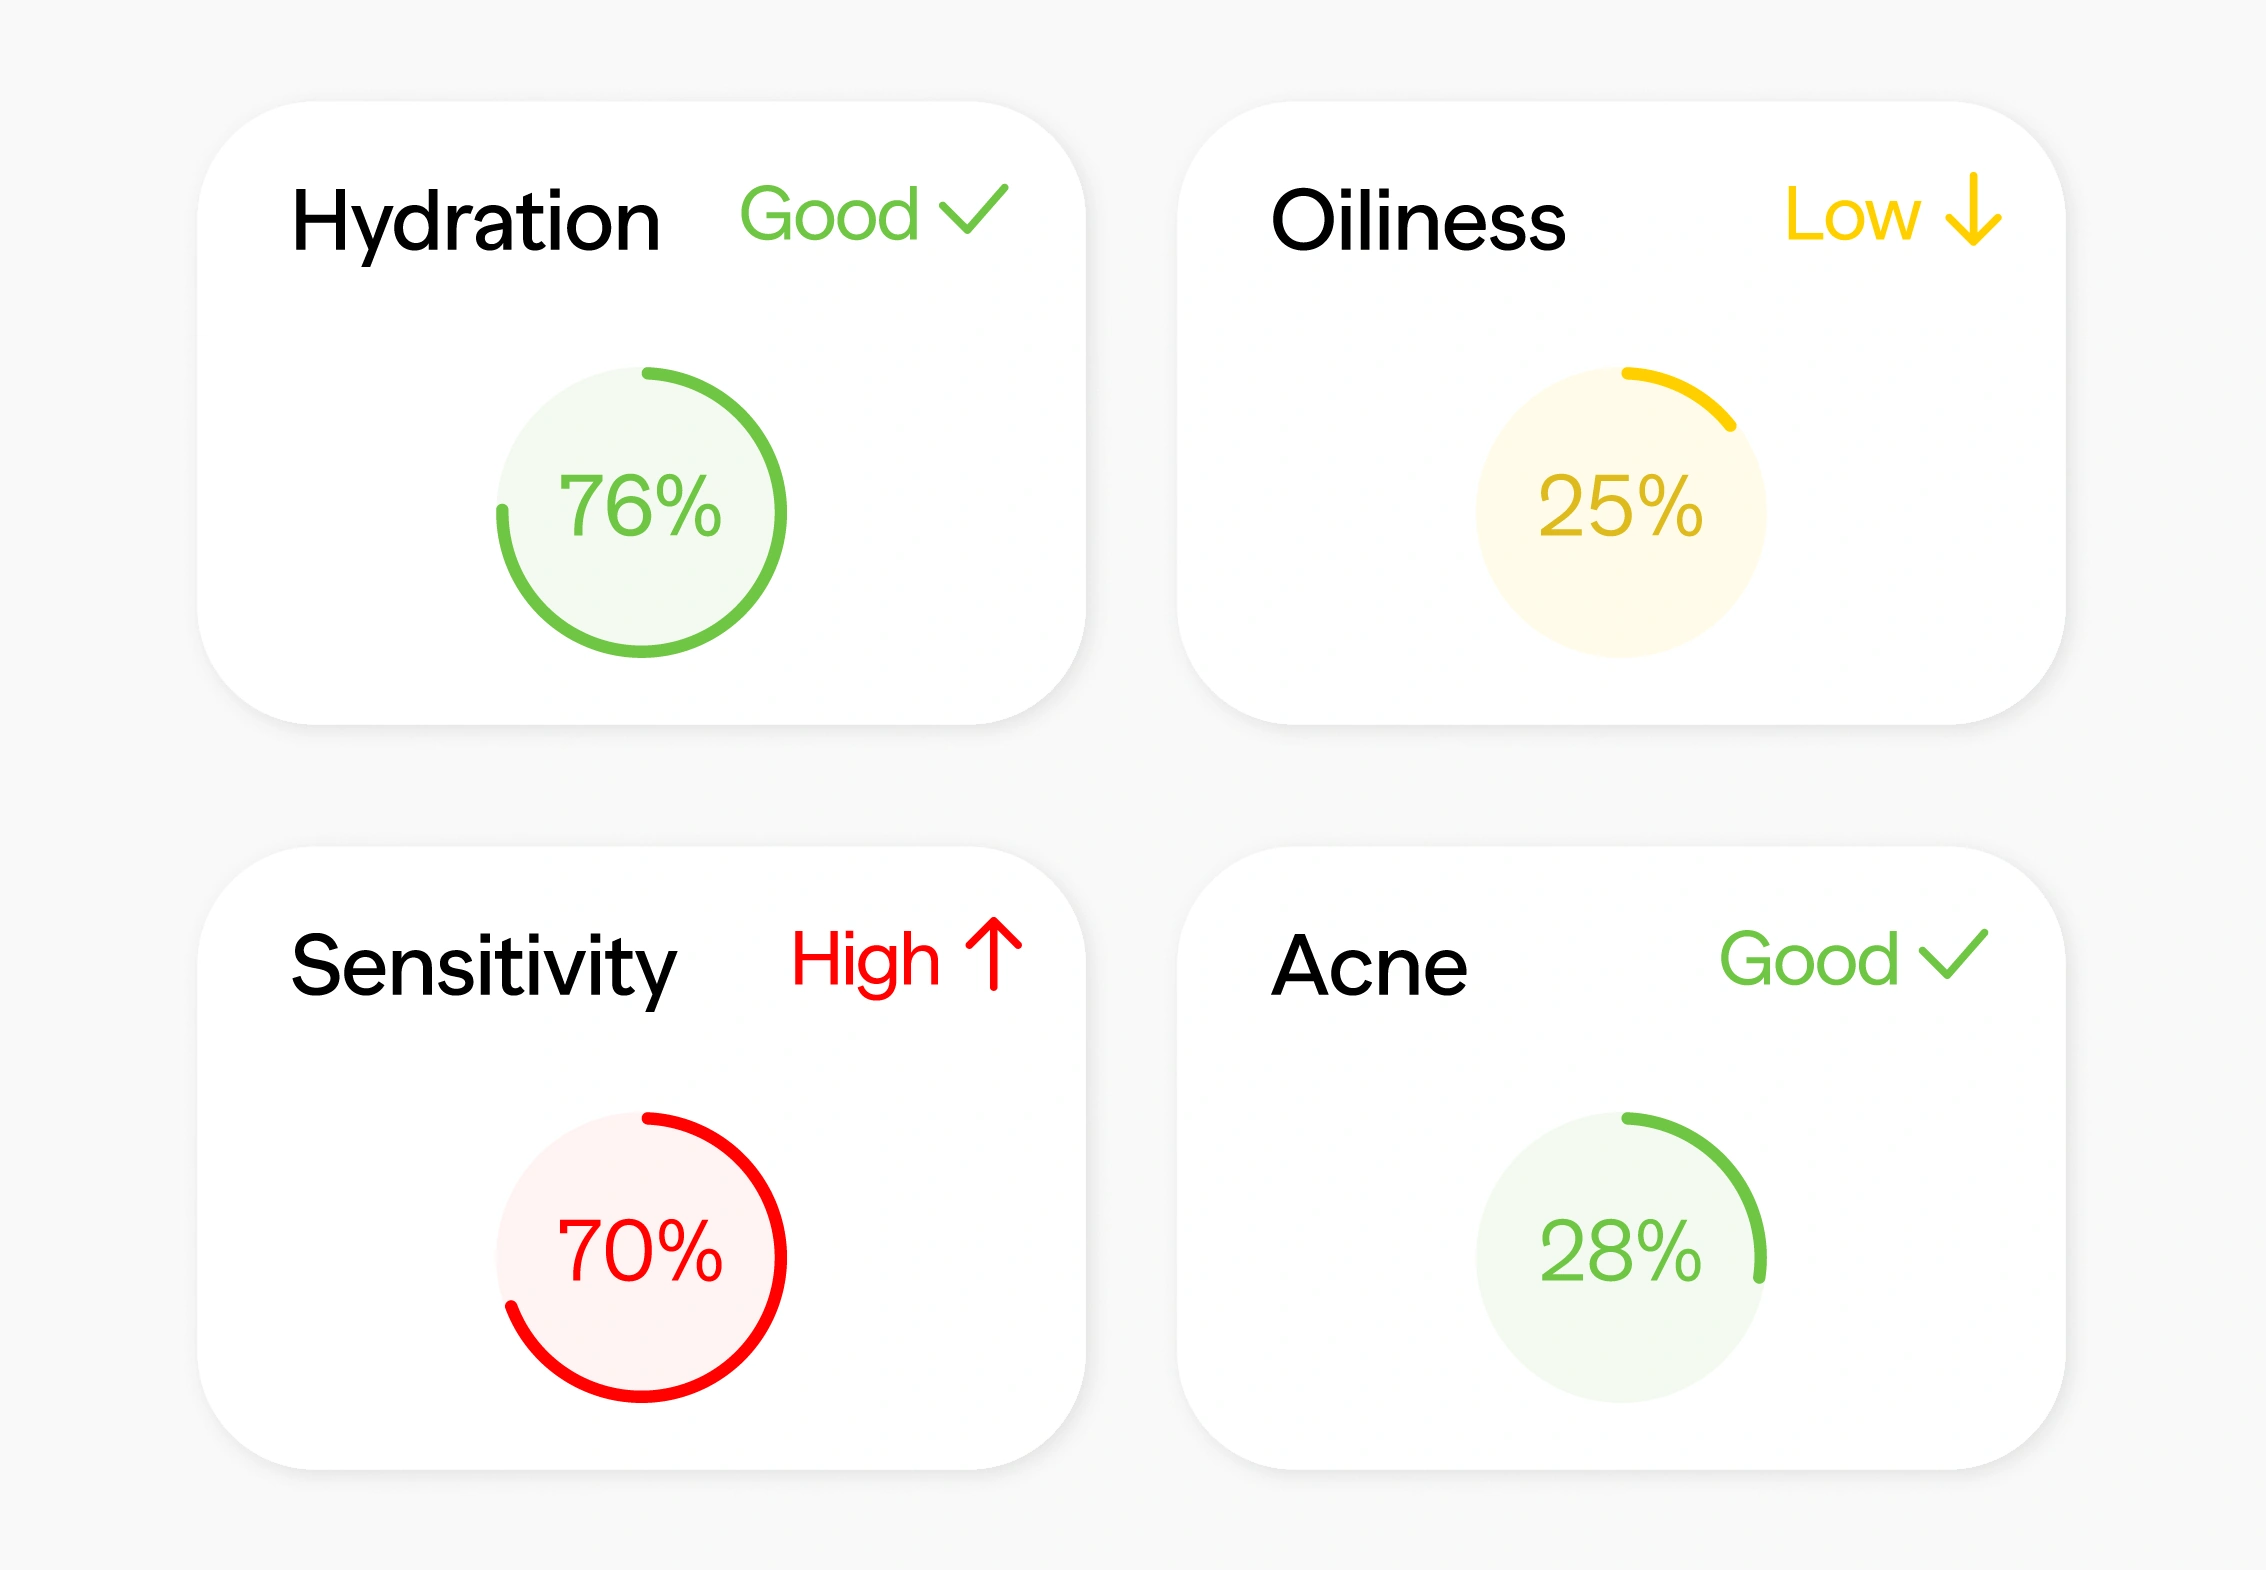 Hydration Good
76%
Oiliness Low
25%
Sensitivity High
70%
Acne Good
28%